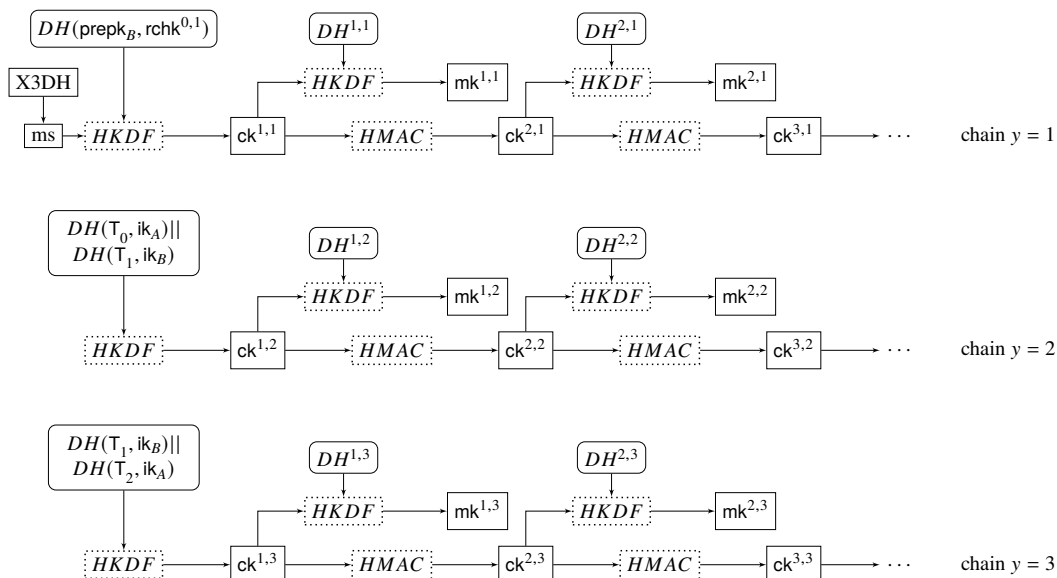 DH(prepk_B, rchk^{0,1})
DH^{1,1}
DH^{2,1}
X3DH
HKDF
mk^{1,1}
HKDF
mk^{2,1}
ms
HKDF
ck^{1,1}
HMAC
ck^{2,1}
HMAC
ck^{3,1}
···
chain y = 1
DH(T_0, ik_A)||
DH(T_1, ik_B)
DH^{1,2}
DH^{2,2}
HKDF
mk^{1,2}
HKDF
mk^{2,2}
HKDF
ck^{1,2}
HMAC
ck^{2,2}
HMAC
ck^{3,2}
···
chain y = 2
DH(T_1, ik_B)||
DH(T_2, ik_A)
DH^{1,3}
DH^{2,3}
HKDF
mk^{1,3}
HKDF
mk^{2,3}
HKDF
ck^{1,3}
HMAC
ck^{2,3}
HMAC
ck^{3,3}
···
chain y = 3